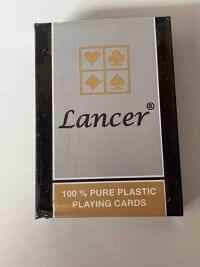 Lancer®
100 % PURE PLASTIC
PLAYING CARDS